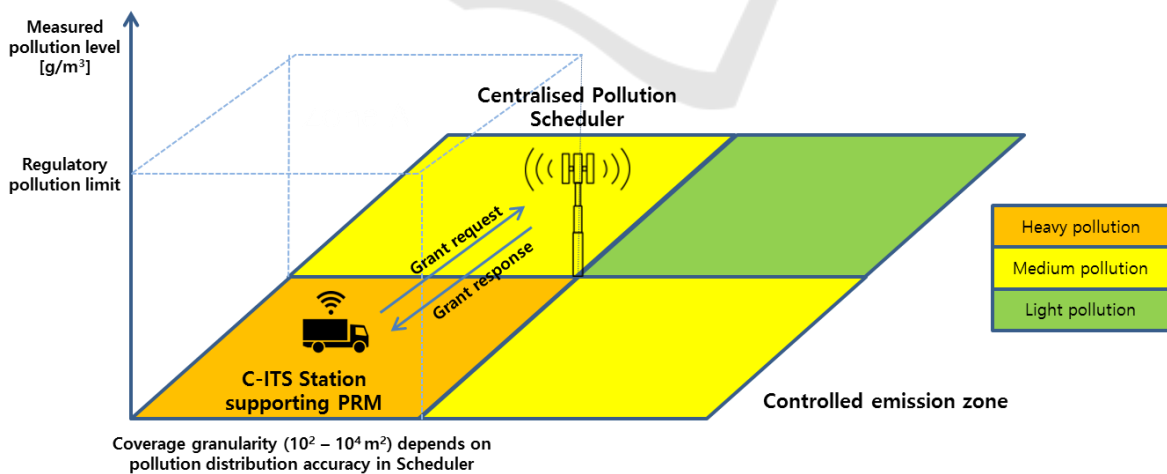 Measured
pollution level
[g/m³]
Centralised Pollution
Scheduler
Regulatory
pollution limit
Grant request
Grant response
Heavy pollution
Medium pollution
Light pollution
C-ITS Station
supporting PRM
Controlled emission zone
Coverage granularity (10² – 10⁴ m²) depends on
pollution distribution accuracy in Scheduler